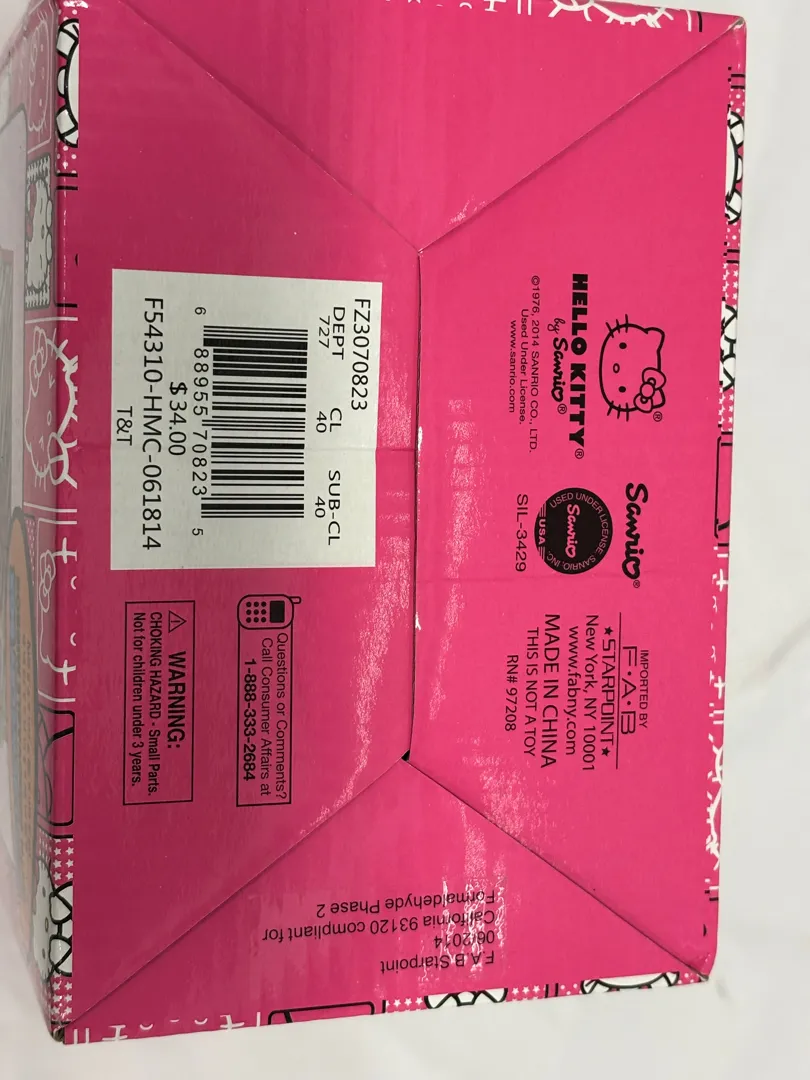 HELLO KITTY®
by Sanrio®
©1976, 2014 SANRIO CO., LTD.
Used Under License.
www.sanrio.com
Sanrio®
USED UNDER LICENSE, SANRIO, INC.
Sanrio
USA
SIL-3429
IMPORTED BY
F•A•B
★STARPOINT★
New York, NY 10001
www.fabny.com
MADE IN CHINA
THIS IS NOT A TOY
RN# 97208
FZ3070823
DEPT CL SUB-CL
727 40 40
6 88955 70823 5
$34.00
F54310-HMC-061814
T&T
Questions or Comments?
Call Consumer Affairs at
1-888-333-2684
⚠ WARNING:
CHOKING HAZARD - Small Parts.
Not for children under 3 years.
F.A.B Starpoint
06/2014
California 93120 compliant for
Formaldehyde Phase 2